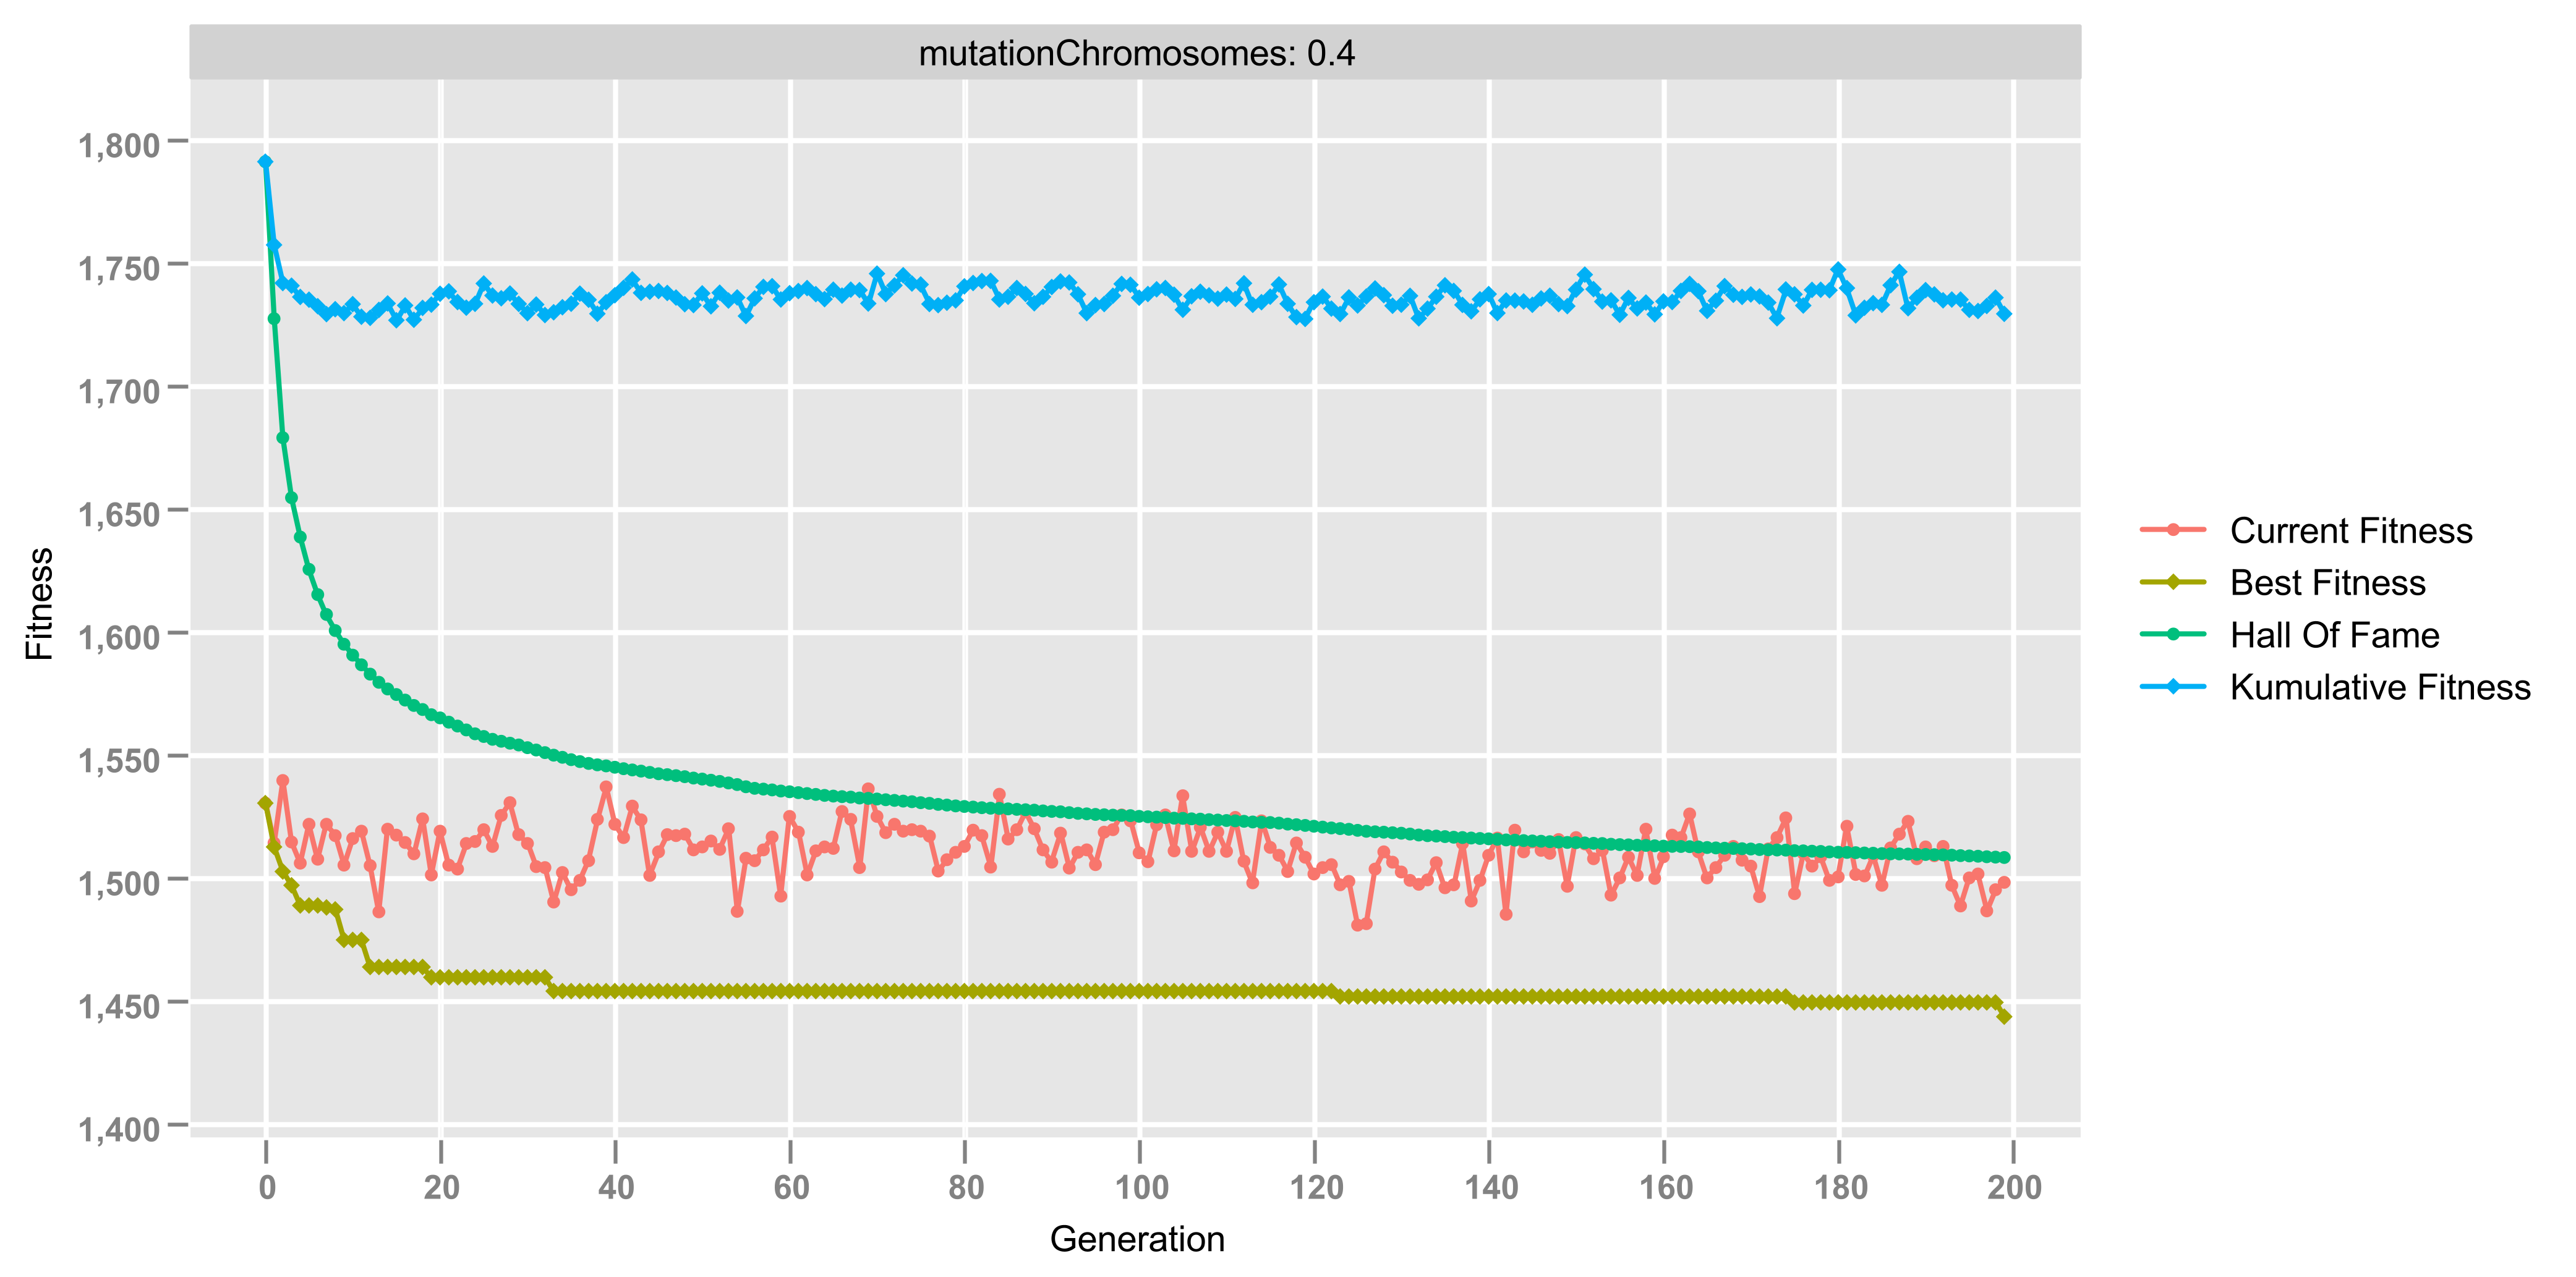 mutationChromosomes: 0.4
1,800
1,750
1,700
1,650
1,600
1,550
1,500
1,450
1,400
Fitness
0 20 40 60 80 100 120 140 160 180 200
Generation
Current Fitness
Best Fitness
Hall Of Fame
Kumulative Fitness